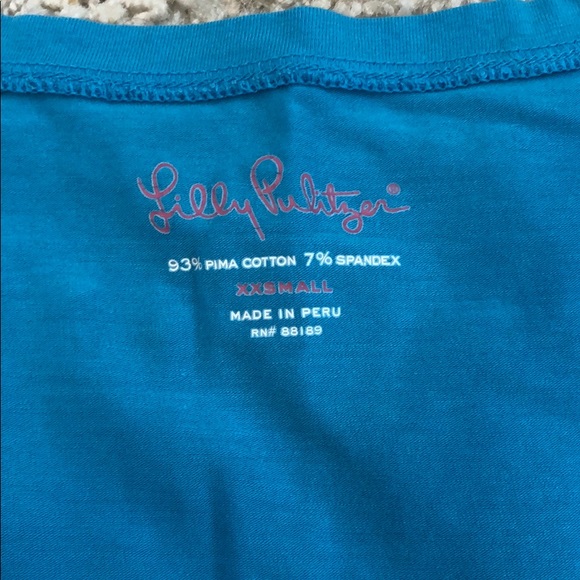 Lilly Pulitzer®
93% PIMA COTTON 7% SPANDEX
XXSMALL
MADE IN PERU
RN# 88189